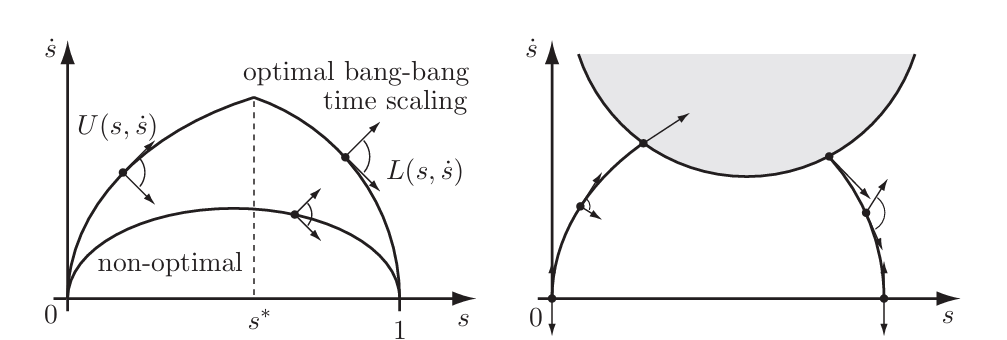 ṡ
optimal bang-bang
time scaling
U(s, ṡ)
L(s, ṡ)
non-optimal
0
s*
1
s
ṡ
0
s